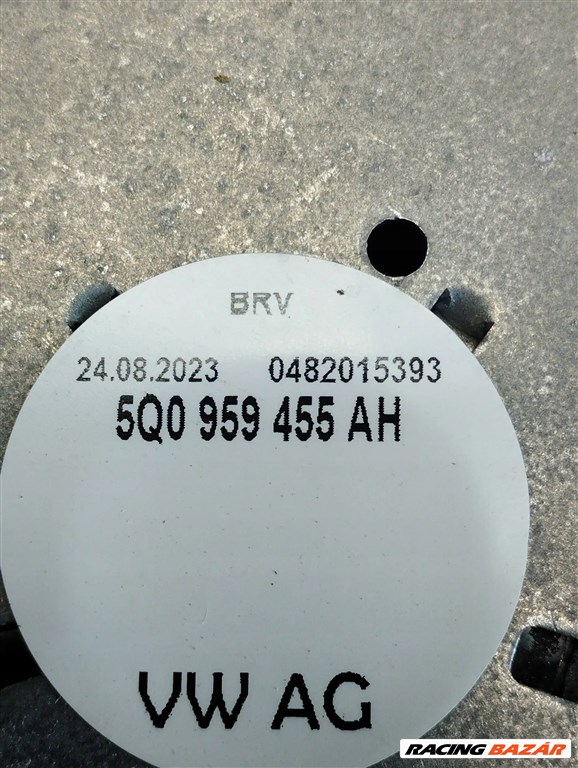 BRV
24.08.2023 0482015393
5Q0 959 455 AH
VW AG
RACING BAZÁR